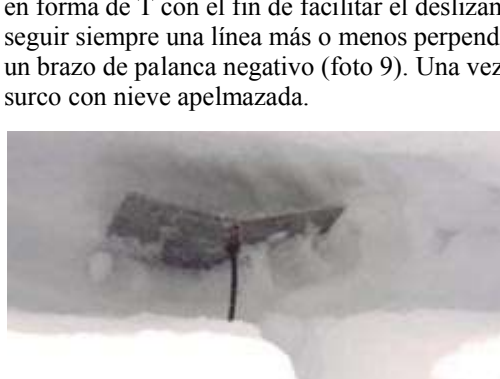 en forma de T con el fin de facilitar el deslizam
seguir siempre una línea más o menos perpend
un brazo de palanca negativo (foto 9). Una vez
surco con nieve apelmazada.